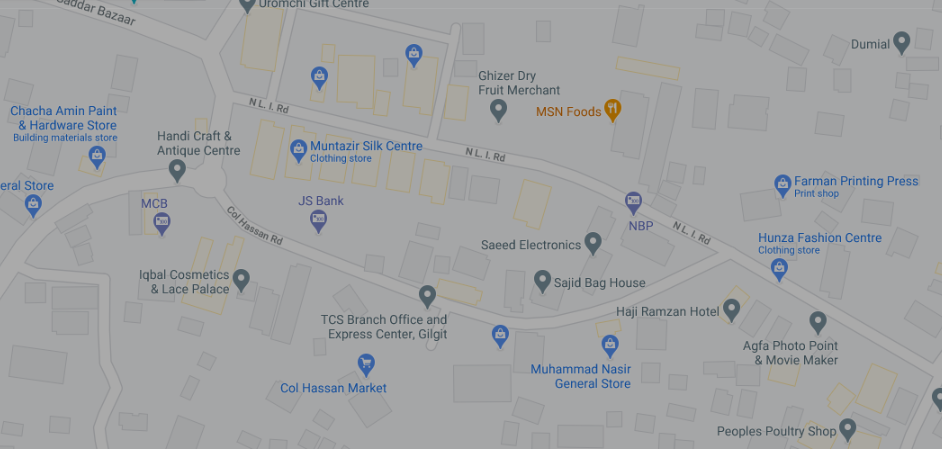 Uromchi Gift Centre
Saddar Bazaar
Dumial
Ghizer Dry
Fruit Merchant
MSN Foods
N L. I. Rd
Chacha Amin Paint
& Hardware Store
Building materials store
Handi Craft &
Antique Centre
Muntazir Silk Centre
Clothing store
N L. I. Rd
Farman Printing Press
Print shop
eral Store
MCB
JS Bank
Col Hassan Rd
NBP
N L. I. Rd
Saeed Electronics
Hunza Fashion Centre
Clothing store
Iqbal Cosmetics
& Lace Palace
Sajid Bag House
Haji Ramzan Hotel
TCS Branch Office and
Express Center, Gilgit
Agfa Photo Point
& Movie Maker
Muhammad Nasir
General Store
Col Hassan Market
Peoples Poultry Shop